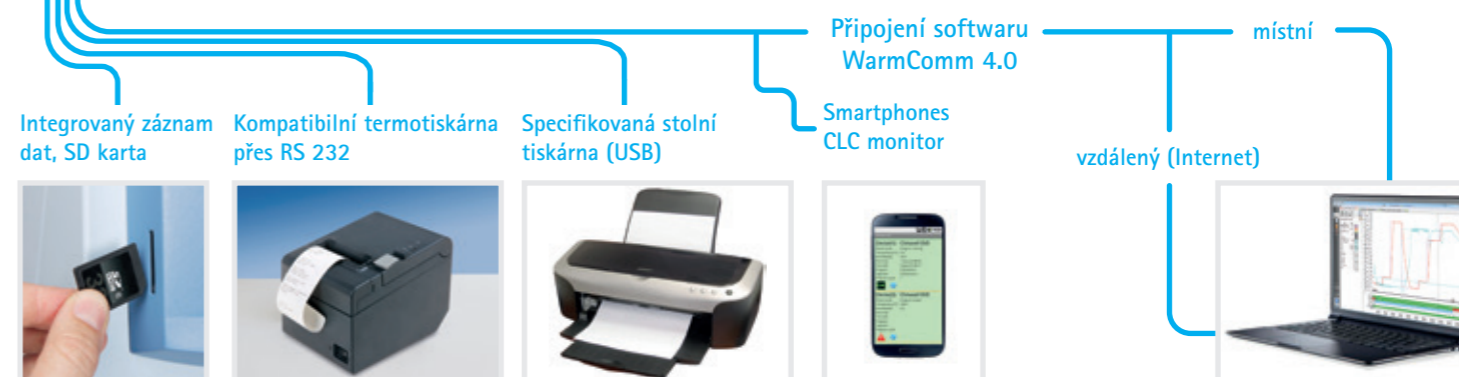 Připojení softwaru
WarmComm 4.0
místní
Integrovaný záznam
dat, SD karta
Kompatibilní termotiskárna
přes RS 232
Specifikovaná stolní
tiskárna (USB)
Smartphones
CLC monitor
vzdálený (Internet)